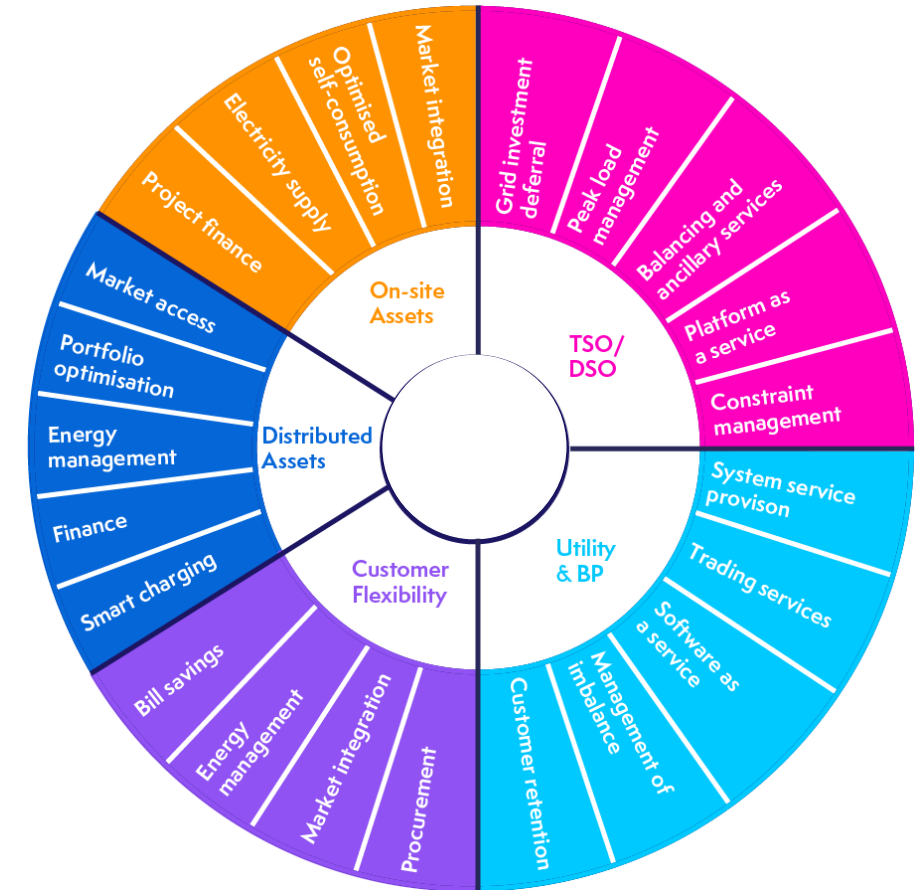 Market integration
Optimised
self-consumption
Electricity supply
Project finance
On-site
Assets
Grid investment
deferral
Peak load
management
Balancing and
ancillary services
Platform as
a service
Constraint
management
TSO/
DSO
System service
provison
Trading services
Software as
a service
Management of
imbalance
Customer retention
Utility
& BP
Procurement
Market integration
Energy
management
Bill savings
Customer
Flexibility
Smart charging
Finance
Energy
management
Portfolio
optimisation
Market access
Distributed
Assets